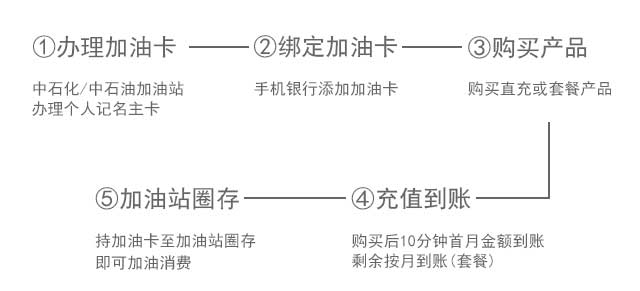 ①办理加油卡
中石化/中石油加油站
办理个人记名主卡
②绑定加油卡
手机银行添加加油卡
③购买产品
购买直充或套餐产品
④充值到账
购买后10分钟首月金额到账
剩余按月到账(套餐)
⑤加油站圈存
持加油卡至加油站圈存
即可加油消费